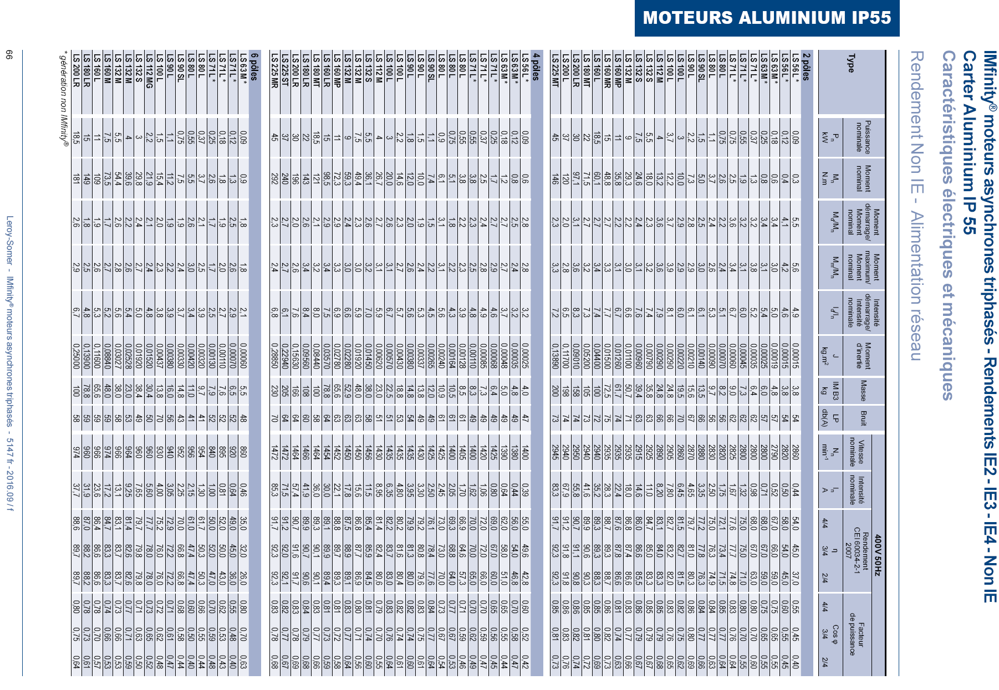 MOTEURS ALUMINIUM IP55
IMfinity® moteurs asynchrones triphasés - Rendements IE2 - IE3 - IE4 - Non IE
Carter Aluminium IP 55
Caractéristiques électriques et mécaniques
Rendement Non IE - Alimentation réseau
400V 50Hz
Type Puissance nominale Moment nominal Moment démarrage/ Moment nominal Moment maximum/ Moment nominal Intensité démarrage/ Intensité nominale Moment d'inertie Masse Bruit Vitesse nominale Intensité nominale Rendement CEI 60034-2-1 2007 Facteur de puissance
Pn Mn Md/Mn Mm/Mn Id/In J IM B3 LP Nn In η Cos φ
kW N.m kg.m² kg db(A) min-1 A 4/4 3/4 2/4 4/4 3/4 2/4
2 pôles
LS 56 L * 0,09 0,3 5,5 5,6 4,9 0,00015 3,8 54 2860 0,44 54,0 45,0 37,0 0,55 0,45 0,40
LS 56 L * 0,12 0,4 4,1 4,2 4,6 0,00015 3,8 54 2820 0,50 58,0 54,0 45,0 0,60 0,55 0,45
LS 63 M * 0,18 0,6 3,4 3,0 5,0 0,00019 4,8 57 2790 0,52 67,0 66,0 59,0 0,75 0,65 0,55
LS 63 M * 0,25 0,8 3,4 3,1 5,4 0,00025 6,0 57 2800 0,71 68,0 67,0 59,0 0,75 0,65 0,55
LS 71 L * 0,37 1,3 3,2 3,8 5,2 0,00035 6,4 62 2800 0,98 68,0 67,0 63,0 0,80 0,70 0,60
LS 71 L * 0,55 1,9 3,2 3,1 6,0 0,00045 7,3 62 2800 1,32 75,0 75,0 71,0 0,80 0,70 0,55
LS 71 L * 0,75 2,5 3,6 3,4 6,7 0,00060 9,0 62 2825 1,67 77,6 77,7 74,8 0,83 0,76 0,64
LS 80 L 0,75 2,6 2,2 2,4 5,1 0,00070 8,2 56 2820 1,75 72,1 73,4 71,5 0,85 0,77 0,64
LS 80 L 1,1 3,7 2,4 2,6 5,3 0,00090 9,7 56 2830 2,50 75,0 76,3 74,9 0,84 0,77 0,63
LS 90 SL 1,5 5,0 2,5 3,0 6,1 0,00140 13,5 66 2880 3,35 77,2 77,8 76,3 0,84 0,77 0,66
LS 90 L 2,2 7,3 2,8 2,9 6,1 0,00210 15,6 67 2870 4,65 79,7 81,0 80,3 0,86 0,80 0,69
LS 100 L 3 10,0 2,9 2,9 6,0 0,00220 19,5 70 2860 6,45 81,5 82,7 82,0 0,82 0,75 0,62
LS 100 L 3,7 12,2 3,7 3,9 8,1 0,00290 24,8 66 2905 7,80 82,7 83,2 81,5 0,83 0,76 0,65
LS 112 M 4 13,2 3,6 3,6 7,9 0,00290 24,8 66 2890 8,20 83,1 84,0 83,3 0,85 0,79 0,68
LS 132 S 5,5 18,0 2,3 3,2 7,4 0,00790 35,8 63 2925 11,0 84,7 85,0 83,3 0,85 0,79 0,67
LS 132 S 7,5 24,6 2,4 3,1 7,6 0,00960 39,4 63 2915 14,6 86,0 86,6 85,5 0,86 0,79 0,67
LS 132 M 9 29,3 2,2 3,0 6,6 0,01100 50,7 71 2935 18,0 86,8 87,4 86,6 0,83 0,77 0,66
LS 160 MP 11 35,8 2,2 3,1 6,7 0,01260 61,7 74 2935 22,4 87,6 87,8 86,6 0,81 0,74 0,63
LS 160 MR 15 48,8 2,7 3,3 7,7 0,01500 72,5 75 2935 28,3 88,7 89,3 88,7 0,86 0,82 0,73
LS 160 L 18,5 60,1 2,7 3,4 7,4 0,04400 100 72 2940 35,2 89,3 89,3 88,3 0,85 0,80 0,69
LS 180 MT 22 71,5 2,7 3,2 7,3 0,05200 105 73 2940 41,6 89,9 90,6 90,3 0,85 0,81 0,72
LS 200 LR 30 97,1 3,1 3,6 8,3 0,09010 158 74 2950 55,8 90,7 91,1 90,8 0,86 0,82 0,74
LS 200 L 37 120 2,0 2,8 6,5 0,11700 198 74 2940 67,9 91,2 91,8 91,8 0,86 0,83 0,76
LS 225 MT 45 146 2,3 3,3 7,2 0,13890 200 73 2945 83,3 91,7 92,3 92,3 0,85 0,81 0,73
4 pôles
LS 56 L * 0,09 0,6 2,8 2,8 3,2 0,00025 4,0 47 1400 0,39 55,0 49,6 42,8 0,60 0,52 0,42
LS 63 M * 0,12 0,8 2,5 2,4 3,2 0,00035 4,8 49 1380 0,44 56,0 54,0 46,8 0,70 0,58 0,47
LS 63 M * 0,18 1,2 2,7 2,7 3,7 0,00048 5,0 49 1390 0,64 62,0 58,0 51,0 0,65 0,55 0,44
LS 71 L * 0,25 1,7 2,7 2,9 4,6 0,00068 6,4 49 1425 0,80 69,0 67,0 60,0 0,65 0,56 0,45
LS 71 L * 0,37 2,5 2,4 2,8 4,9 0,00085 7,3 49 1420 1,06 72,0 72,0 66,0 0,70 0,59 0,47
LS 71 L * 0,55 3,8 2,3 2,5 4,8 0,00110 8,3 49 1400 1,62 70,0 70,0 65,0 0,70 0,62 0,49
LS 80 L 0,55 3,8 2,2 2,3 3,9 0,00128 8,5 61 1405 1,70 66,9 64,6 57,3 0,71 0,59 0,46
LS 80 L 0,75 5,1 1,8 2,2 4,3 0,00164 10,5 61 1400 2,05 69,3 68,8 64,0 0,77 0,67 0,53
LS 80 L 0,9 6,1 3,1 3,1 5,6 0,00240 10,9 61 1425 2,45 73,0 73,0 70,0 0,73 0,67 0,54
LS 90 SL 1,1 7,4 1,5 2,2 4,5 0,00265 12,0 49 1425 2,50 76,1 78,4 77,6 0,84 0,77 0,64
LS 90 L 1,5 10,0 1,9 2,4 5,3 0,00337 13,8 49 1430 3,30 79,2 80,8 79,6 0,83 0,75 0,61
LS 90 L 1,8 12,0 2,0 2,6 5,6 0,00380 14,8 54 1435 3,95 79,9 81,3 80,0 0,82 0,74 0,60
LS 100 L 2,2 14,6 2,3 2,7 5,7 0,00430 18,8 53 1435 4,80 80,2 81,6 80,4 0,82 0,74 0,61
LS 100 L 3 20,0 2,6 3,1 6,7 0,00570 22,5 51 1435 6,35 82,2 83,7 83,0 0,83 0,76 0,64
LS 112 M 4 26,7 2,7 3,1 5,9 0,00620 23,0 51 1430 8,95 81,4 82,4 80,6 0,79 0,70 0,55
LS 132 S 5,5 36,1 2,6 3,2 7,0 0,01450 38,0 58 1456 11,5 85,4 85,9 84,5 0,81 0,74 0,60
LS 132 M 7,5 49,4 2,3 3,0 5,9 0,01920 48,0 63 1450 15,6 86,8 87,7 86,9 0,80 0,71 0,56
LS 132 M 9 59,3 2,4 3,0 6,6 0,02280 52,9 63 1450 17,8 87,5 88,9 89,1 0,83 0,77 0,64
LS 160 MP 11 72,3 2,9 3,3 6,9 0,02780 65,6 63 1452 22,1 88,8 89,7 89,3 0,81 0,72 0,58
LS 160 LR 15 98,5 2,9 3,4 7,5 0,03570 78,8 64 1454 30,0 89,1 89,9 89,4 0,81 0,73 0,59
LS 180 MT 18,5 121 2,1 3,2 8,0 0,08440 100 58 1464 36,0 89,3 90,1 90,1 0,83 0,77 0,66
LS 180 LR 22 143 2,6 3,4 8,4 0,09560 108 60 1466 41,9 89,9 90,7 90,6 0,84 0,79 0,68
LS 200 LR 30 196 2,0 2,6 7,6 0,15630 166 64 1464 57,4 90,7 91,6 91,7 0,83 0,78 0,69
LS 225 ST 37 240 2,7 2,7 6,1 0,22940 205 64 1472 71,5 91,2 92,0 92,1 0,82 0,77 0,67
LS 225 MR 45 292 2,3 2,4 6,8 0,28850 230 70 1472 85,3 91,7 92,3 92,3 0,83 0,78 0,68
6 pôles
LS 63 M * 0,09 0,9 1,8 1,8 2,1 0,00060 5,5 48 860 0,46 35,0 32,0 26,0 0,80 0,70 0,63
LS 71 L * 0,12 1,3 2,5 2,6 2,9 0,00070 6,5 52 920 0,64 49,0 45,0 36,0 0,55 0,48 0,40
LS 71 L * 0,18 1,8 1,9 2,0 2,7 0,00110 7,6 52 895 0,81 52,0 50,0 43,0 0,62 0,53 0,43
LS 71 L * 0,25 2,6 1,7 1,7 2,5 0,00130 7,9 52 840 1,00 50,0 52,0 47,0 0,70 0,59 0,48
LS 80 L 0,37 3,7 2,1 2,5 3,9 0,00320 9,7 41 954 1,30 61,7 50,3 50,3 0,66 0,55 0,44
LS 80 L 0,55 5,5 2,6 3,0 3,4 0,00420 11,0 41 956 2,15 61,0 47,4 47,4 0,60 0,50 0,40
LS 90 SL 0,75 7,5 1,9 2,4 3,7 0,00330 14,8 43 952 2,25 70,0 66,8 66,8 0,68 0,58 0,44
LS 90 L 1,1 11,2 1,9 2,2 3,9 0,00380 16,0 56 940 3,05 72,9 72,2 72,2 0,71 0,61 0,47
LS 100 L 1,5 15,4 2,0 2,3 3,8 0,00437 13,8 70 930 4,00 75,2 76,0 76,0 0,72 0,62 0,48
LS 112 MG 2,2 21,9 2,1 2,4 4,8 0,01520 30,4 50 960 5,60 77,7 78,0 78,0 0,73 0,65 0,52
LS 132 S 3 29,8 2,4 2,7 5,0 0,01920 38,4 49 960 7,65 79,7 79,8 79,8 0,71 0,63 0,50
LS 132 M 4 39,6 2,2 2,6 5,4 0,02528 23,0 53 964 9,25 81,4 82,6 82,6 0,77 0,71 0,59
LS 132 M 5,5 54,4 2,6 2,8 5,6 0,03027 38,0 58 966 13,1 83,1 83,7 83,7 0,73 0,66 0,53
LS 160 M 7,5 73,5 1,7 2,7 5,2 0,08840 48,0 59 974 17,2 84,7 83,3 83,3 0,74 0,66 0,53
LS 160 L 11 109 1,9 2,6 5,3 0,11600 65,6 59 966 23,6 86,4 86,6 86,6 0,78 0,70 0,57
LS 180 LR 15 149 1,8 2,5 4,8 0,13900 78,8 59 960 31,9 87,0 88,2 88,2 0,78 0,73 0,61
LS 200 LR 18,5 181 2,6 2,9 6,7 0,25000 100 58 974 37,7 88,6 89,7 89,7 0,80 0,75 0,64
* génération non IMfinity®
66
Leroy-Somer - IMfinity® moteurs asynchrones triphasés - 5147 fr - 2016.09 / f